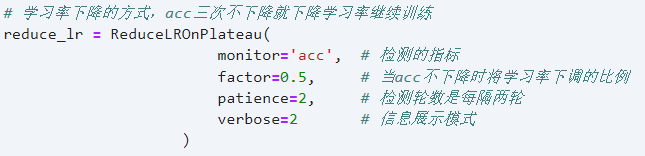 # 学习率下降的方式，acc三次不下降就下降学习率继续训练
reduce_lr = ReduceLROnPlateau(
monitor='acc',  # 检测的指标
factor=0.5,     # 当acc不下降时将学习率下调的比例
patience=2,     # 检测轮数是每隔两轮
verbose=2       # 信息展示模式
)